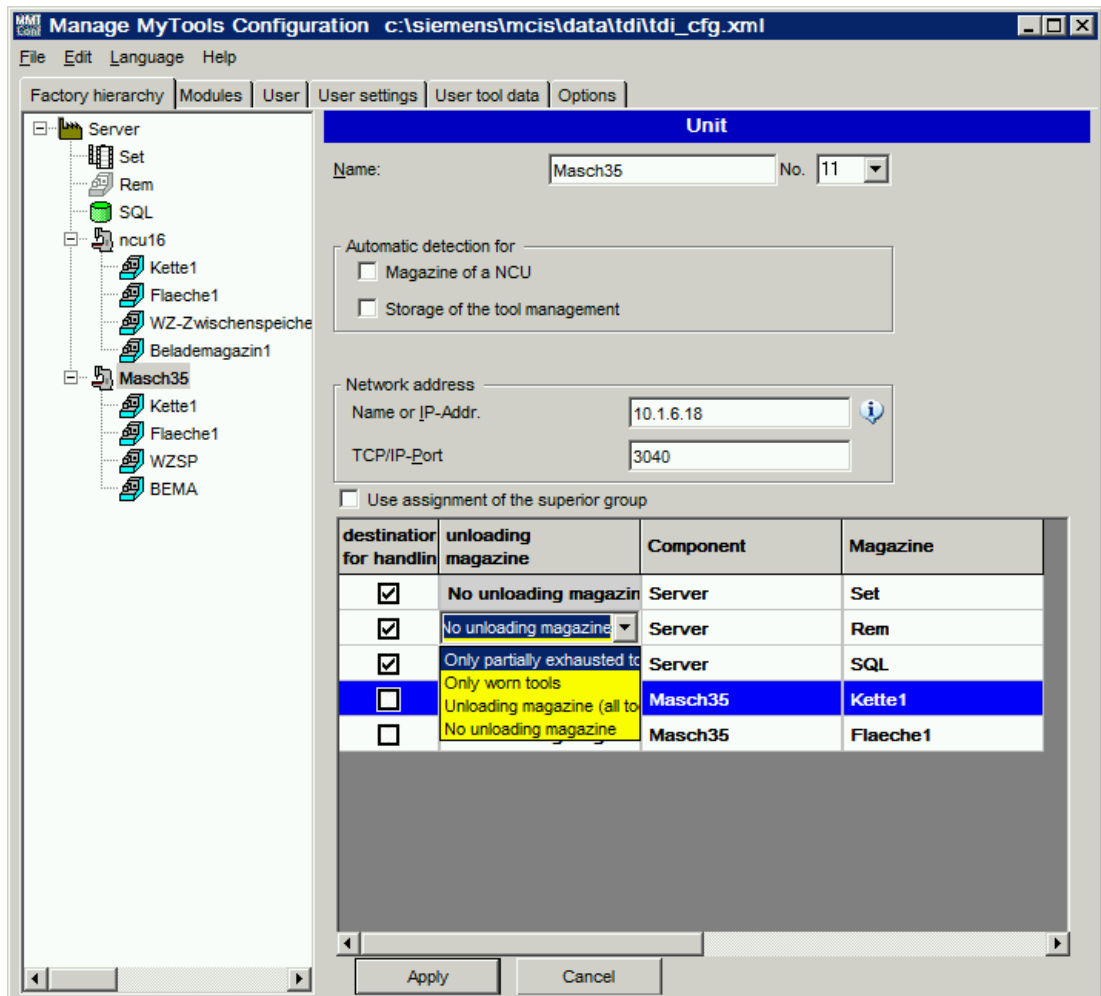 MMT Conf Manage MyTools Configuration c:\siemens\mcis\data\tdi\tdi_cfg.xml
File Edit Language Help
Factory hierarchy Modules User User settings User tool data Options
Server
Set
Rem
SQL
ncu16
Kette1
Flaeche1
WZ-Zwischenspeiche
Belademagazin1
Masch35
Kette1
Flaeche1
WZSP
BEMA
Unit
Name: Masch35 No. 11
Automatic detection for
Magazine of a NCU
Storage of the tool management
Network address
Name or IP-Addr. 10.1.6.18
TCP/IP-Port 3040
Use assignment of the superior group
destination unloading
for handlin magazine Component Magazine
No unloading magazin Server Set
No unloading magazine Server Rem
Only partially exhausted to Server SQL
Only worn tools
Unloading magazine (all to Masch35 Kette1
No unloading magazine
Masch35 Flaeche1
Apply Cancel